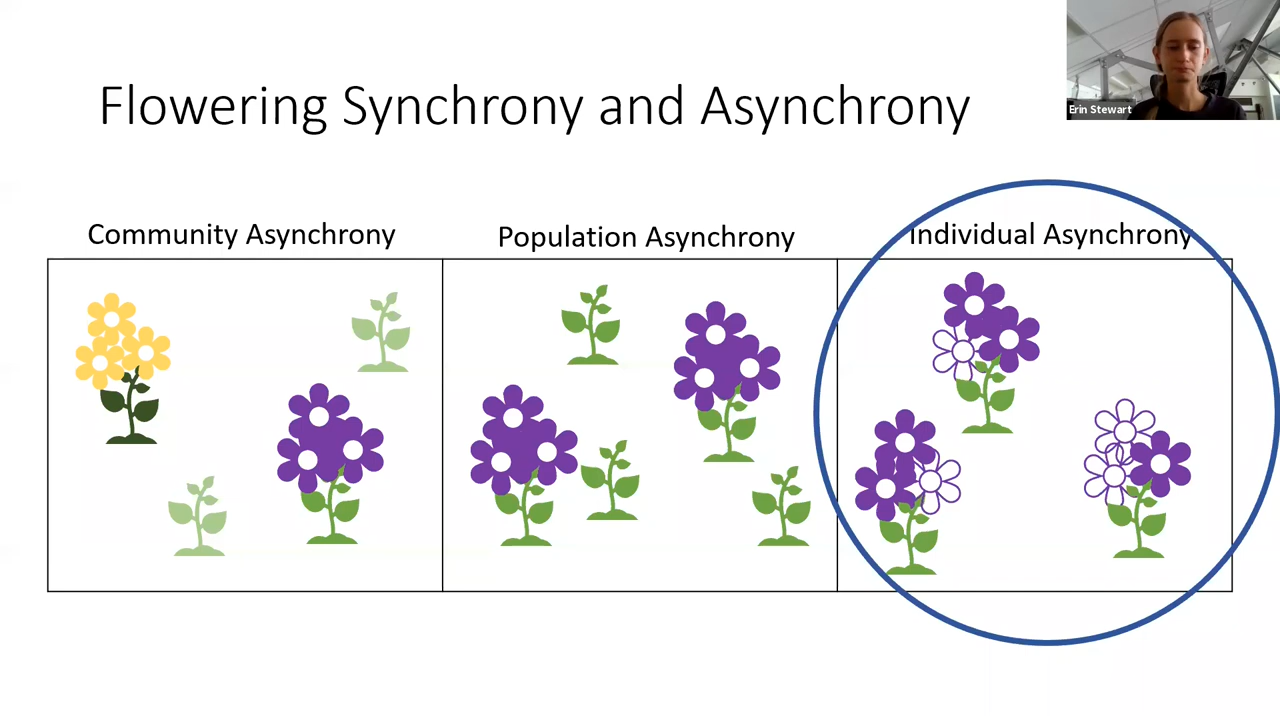 Flowering Synchrony and Asynchrony
Erin Stewart
Community Asynchrony
Population Asynchrony
Individual Asynchrony